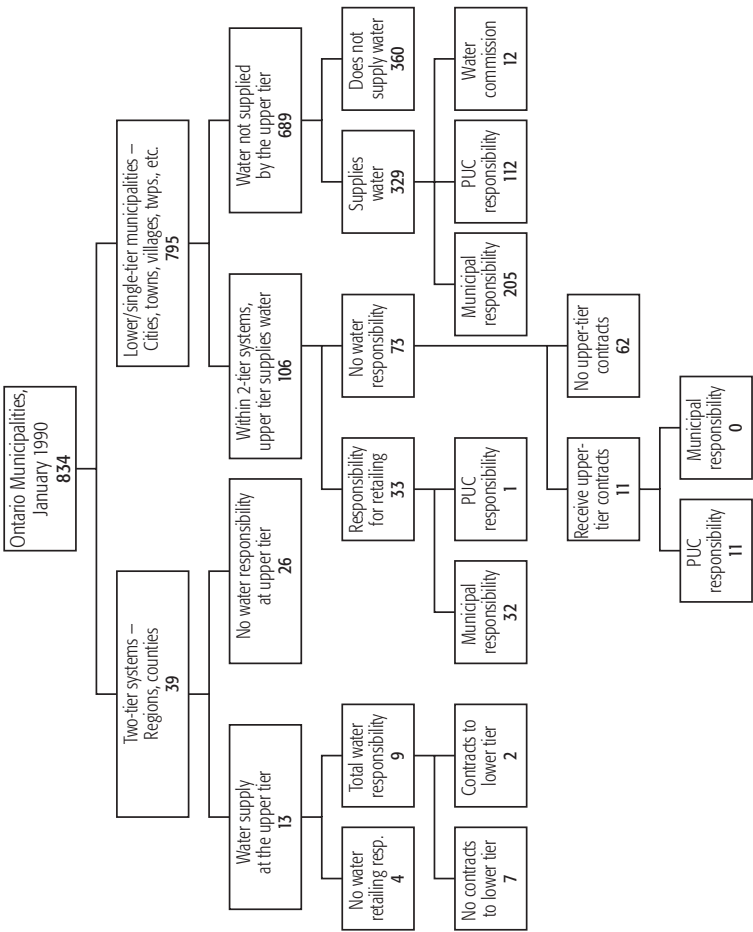 Ontario Municipalities,
January 1990
834
Two-tier systems –
Regions, counties
39
Lower/single-tier municipalities –
Cities, towns, villages, twps., etc.
795
Water supply
at the upper tier
13
No water responsibility
at upper tier
26
Within 2-tier systems,
upper tier supplies water
106
Water not supplied
by the upper tier
689
No water
retailing resp.
4
Total water
responsibility
9
Responsibility
for retailing
33
No water
responsibility
73
Supplies
water
329
Does not
supply water
360
No contracts
to lower tier
7
Contracts to
lower tier
2
Municipal
responsibility
32
PUC
responsibility
1
Municipal
responsibility
205
PUC
responsibility
112
Water
commission
12
Receive upper-
tier contracts
11
No upper-tier
contracts
62
PUC
responsibility
11
Municipal
responsibility
0